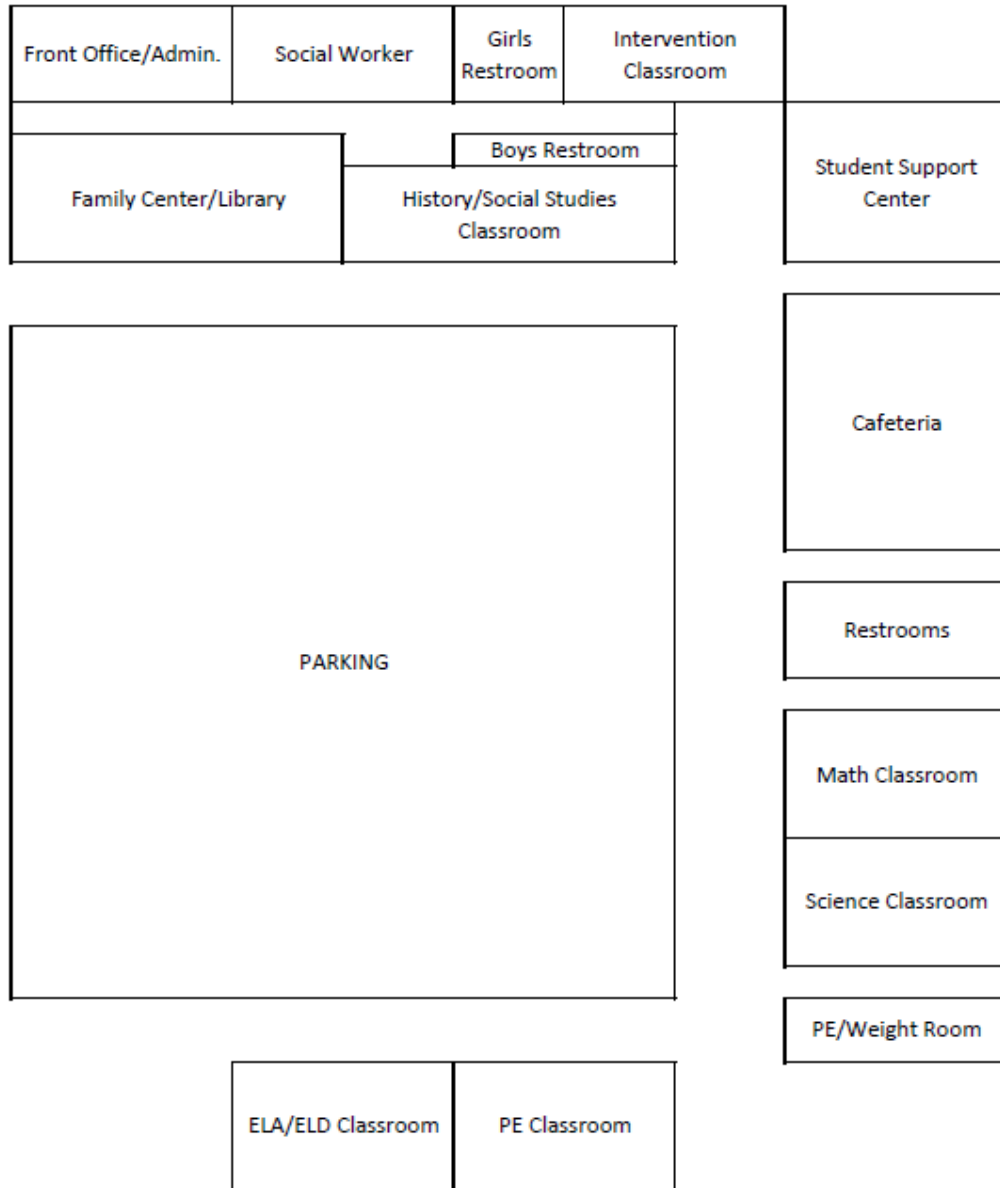 Front Office/Admin.
Social Worker
Girls
Restroom
Intervention
Classroom
Boys Restroom
Family Center/Library
History/Social Studies
Classroom
Student Support
Center
Cafeteria
Restrooms
PARKING
Math Classroom
Science Classroom
PE/Weight Room
ELA/ELD Classroom
PE Classroom